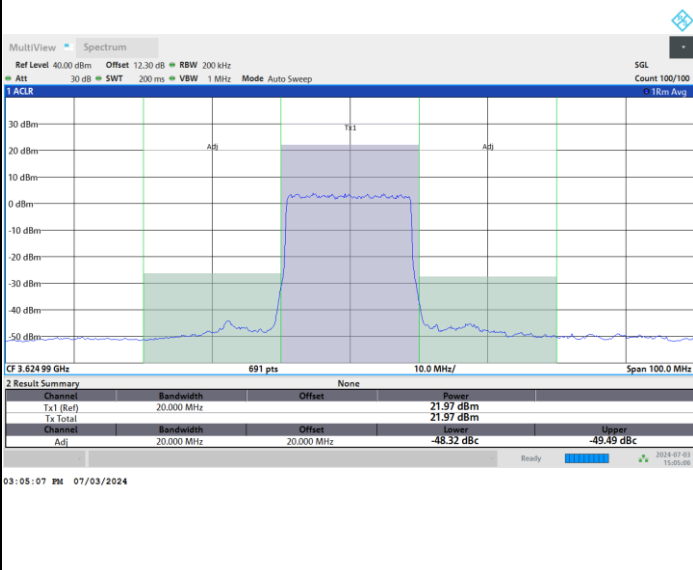 MultiView Spectrum
Ref Level 40.00 dBm Offset 12.30 dB RBW 200 kHz SGL
Att 30 dB SWT 200 ms VBW 1 MHz Mode Auto Sweep Count 100/100
1 ACLR 1Rm Avg
30 dBm
Tx1
20 dBm
Adj Adj
10 dBm
0 dBm
-10 dBm
-20 dBm
-30 dBm
-40 dBm
-50 dBm
CF 3.624 99 GHz 691 pts 10.0 MHz/ Span 100.0 MHz
2 Result Summary None
Channel Bandwidth Offset Power
Tx1 (Ref) 20.000 MHz 21.97 dBm
Tx Total 21.97 dBm
Channel Bandwidth Offset Lower Upper
Adj 20.000 MHz 20.000 MHz -48.32 dBc -49.49 dBc
Ready 2024-07-03
15:05:06
03:05:07 PM 07/03/2024